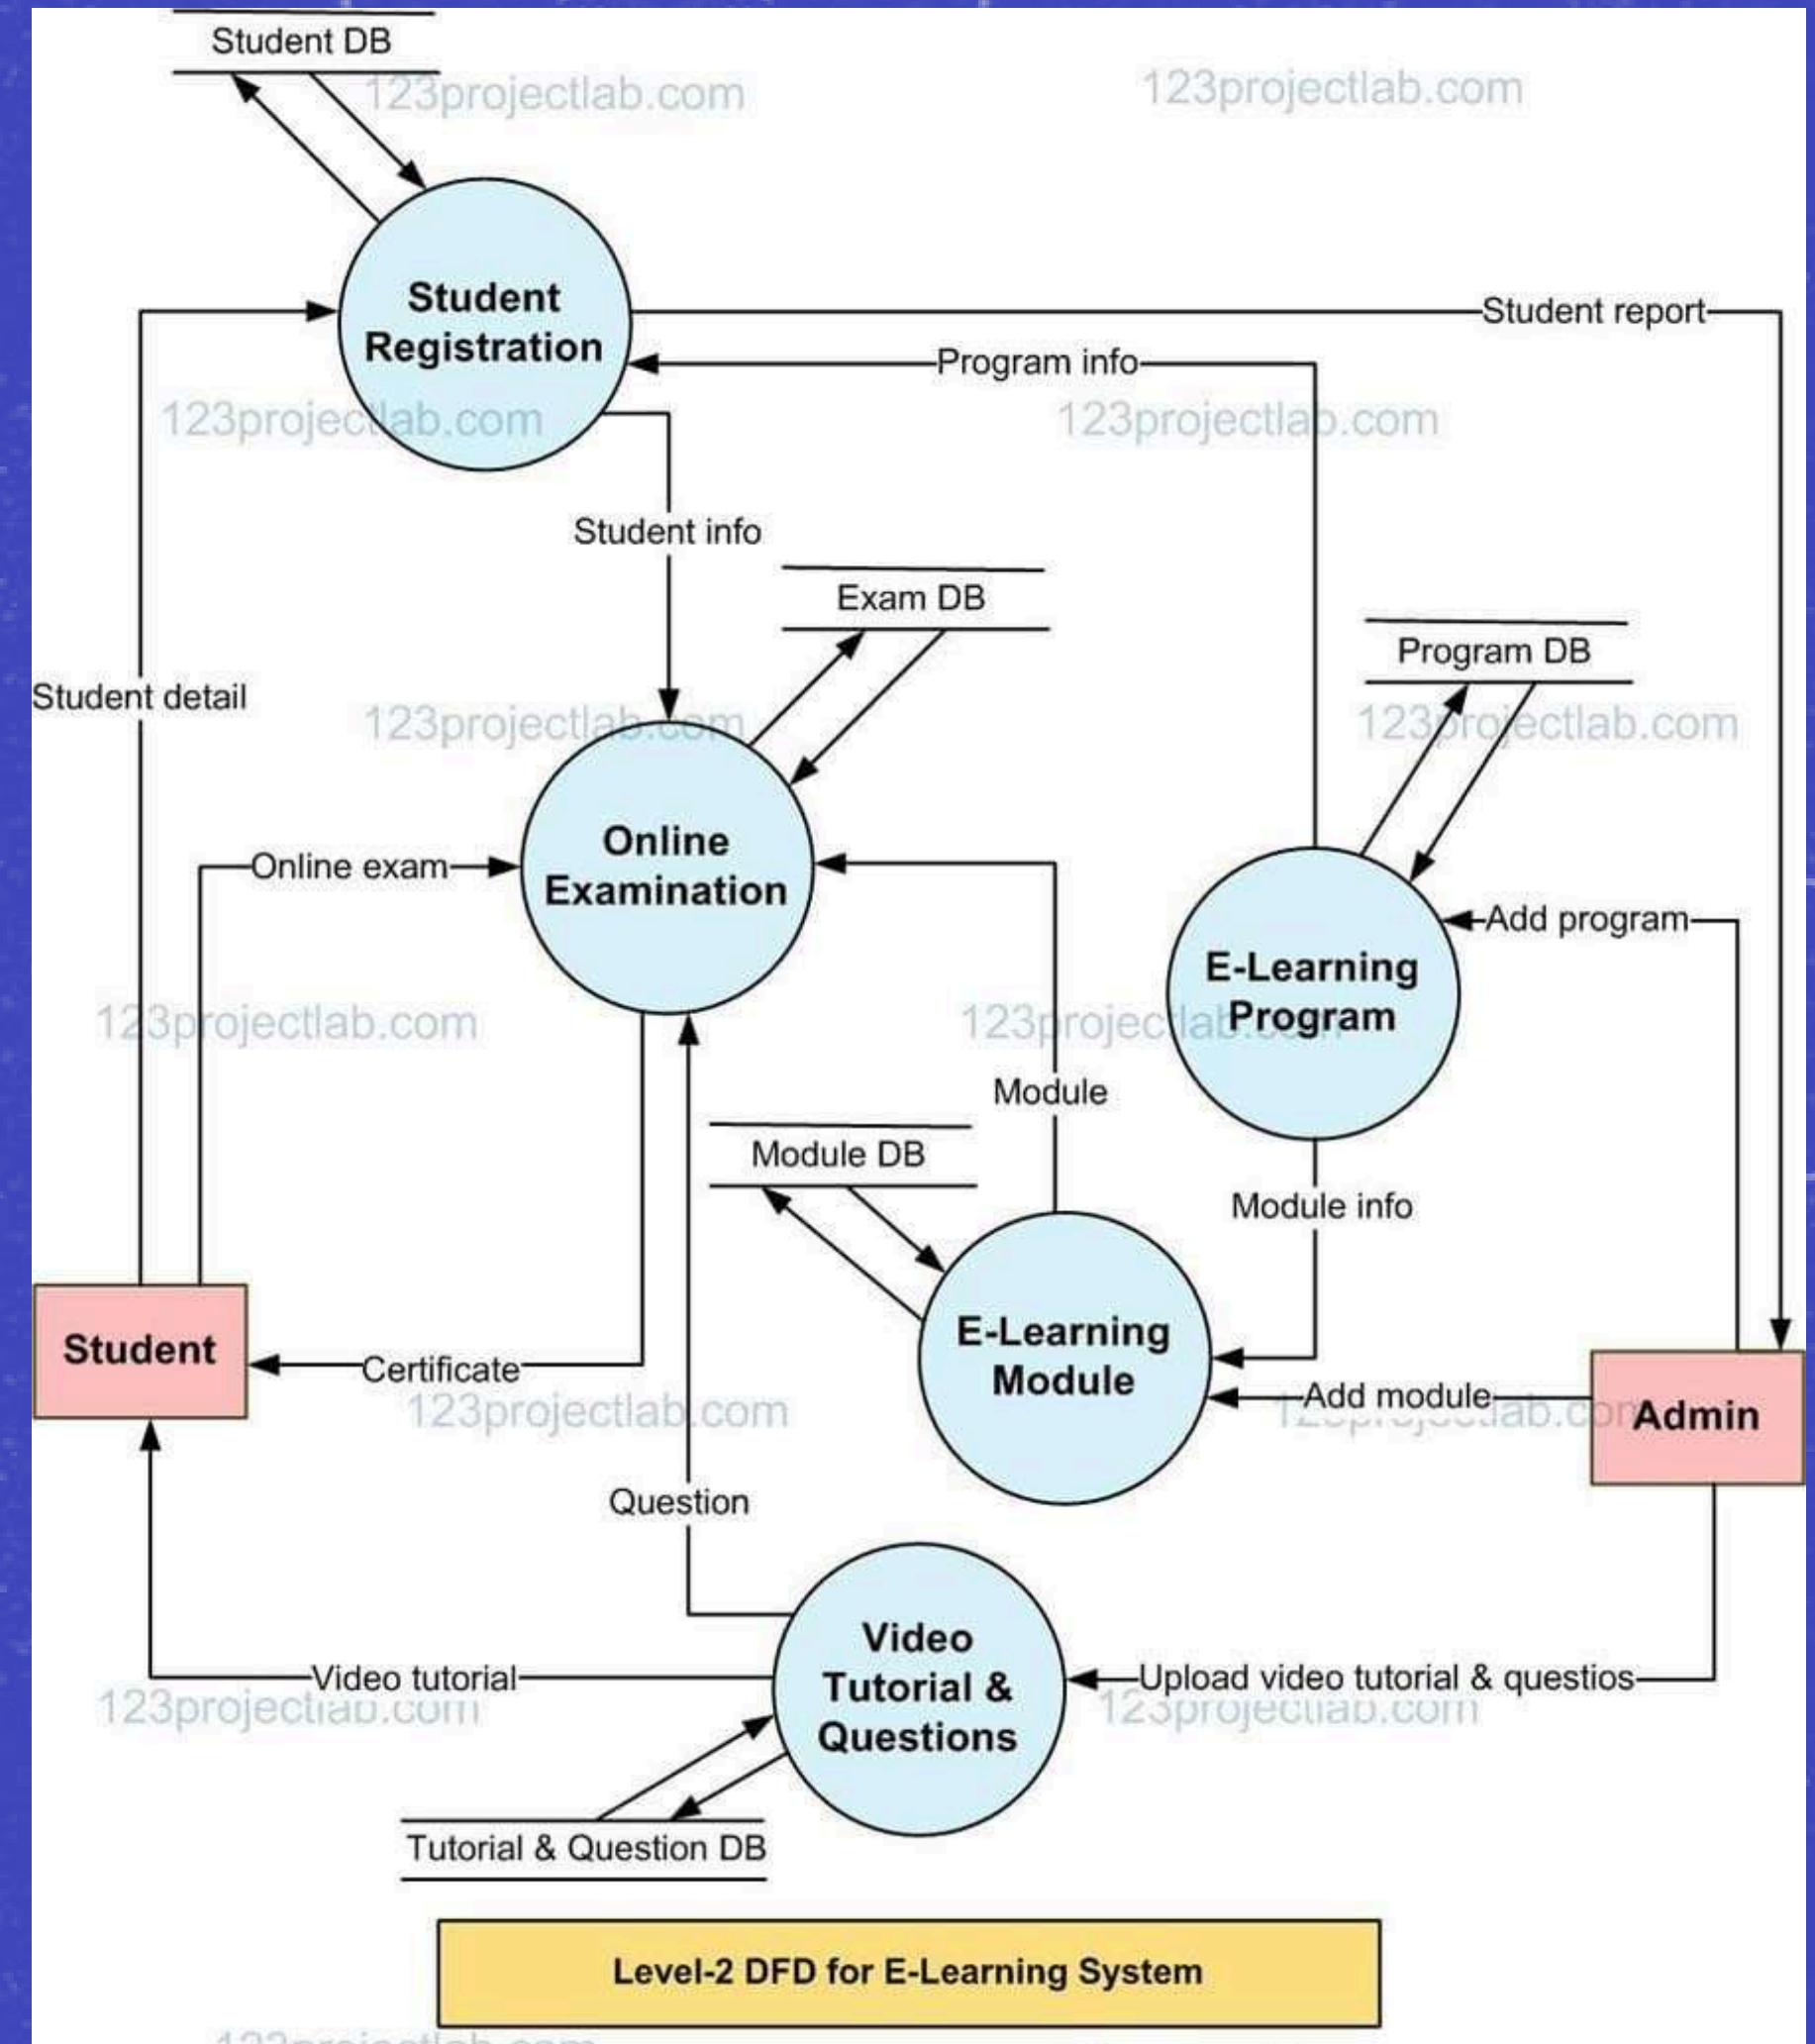 Student DB
123projectlab.com
123projectlab.com
Student
Registration
Student report
Program info
123projectlab.com
123projectlab.com
Student info
Exam DB
Program DB
Student detail
123projectlab.com
123projectlab.com
Online
Examination
Online exam
Add program
E-Learning
Program
123projectlab.com
123projectlab.com
Module
Module DB
Module info
E-Learning
Module
Student
Certificate
Add module
Admin
123projectlab.com
123projectlab.com
Question
Video
Tutorial &
Questions
Video tutorial
Upload video tutorial & questios
123projectlab.com
123projectlab.com
Tutorial & Question DB
Level-2 DFD for E-Learning System
123projectlab.com